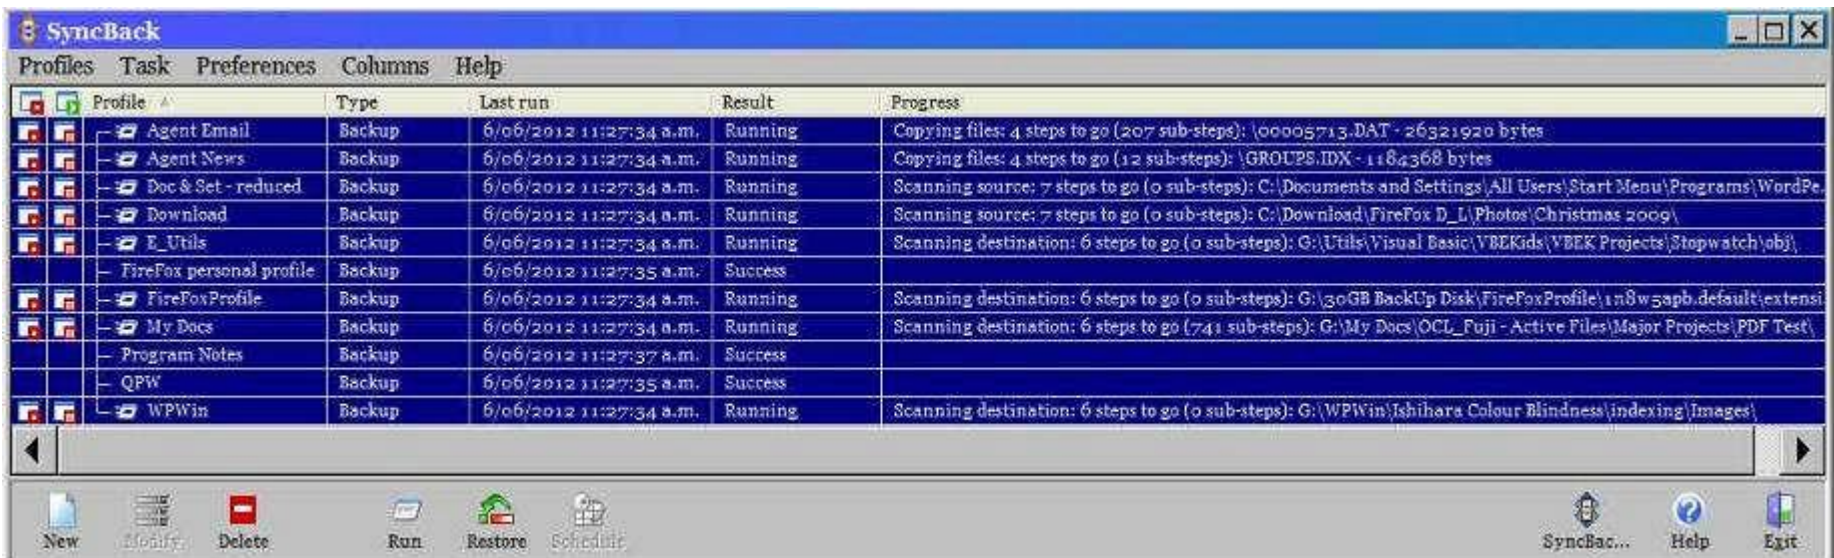 SyncBack
Profiles Task Preferences Columns Help
Profile Type Last run Result Progress
Agent Email Backup 6/06/2012 11:27:34 a.m. Running Copying files: 4 steps to go (207 sub-steps): \00005713.DAT - 26321920 bytes
Agent News Backup 6/06/2012 11:27:34 a.m. Running Copying files: 4 steps to go (12 sub-steps): \GROUPS.IDX - 1184368 bytes
Doc & Set - reduced Backup 6/06/2012 11:27:34 a.m. Running Scanning source: 7 steps to go (0 sub-steps): C:\Documents and Settings\All Users\Start Menu\Programs\WordPe.
Download Backup 6/06/2012 11:27:34 a.m. Running Scanning source: 7 steps to go (0 sub-steps): C:\Download\FireFox D_L\Photos\Christmas 2009\
E_Utils Backup 6/06/2012 11:27:34 a.m. Running Scanning destination: 6 steps to go (0 sub-steps): G:\Utils\Visual Basic\VBEKids\VBEK Projects\Stopwatch\obj\
FireFox personal profile Backup 6/06/2012 11:27:35 a.m. Success
FireFoxProfile Backup 6/06/2012 11:27:34 a.m. Running Scanning destination: 6 steps to go (0 sub-steps): G:\30GB BackUp Disk\FireFoxProfile\1n8w5apb.default\extensi
My Docs Backup 6/06/2012 11:27:34 a.m. Running Scanning destination: 6 steps to go (741 sub-steps): G:\My Docs\OCL_Fuji - Active Files\Major Projects\PDF Test\
Program Notes Backup 6/06/2012 11:27:37 a.m. Success
QPW Backup 6/06/2012 11:27:35 a.m. Success
WPWin Backup 6/06/2012 11:27:34 a.m. Running Scanning destination: 6 steps to go (0 sub-steps): G:\WPWin\Ishihara Colour Blindness\indexing\Images\
New Modify Delete Run Restore Schedule SyncBac... Help Exit